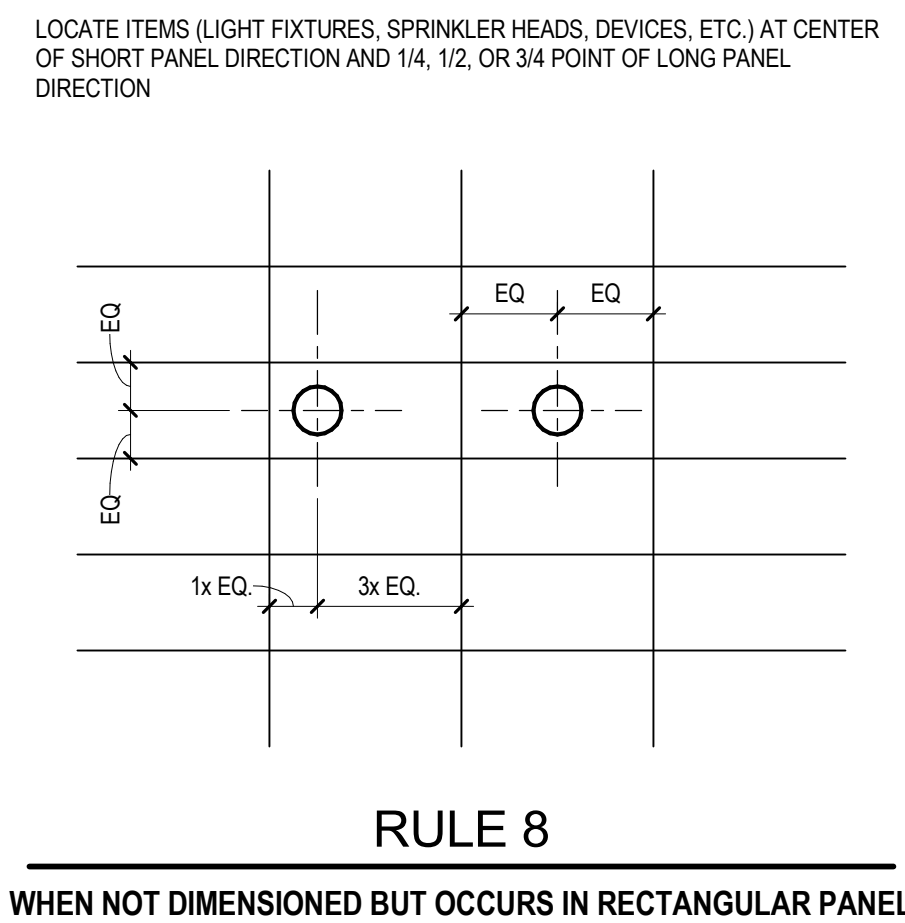 LOCATE ITEMS (LIGHT FIXTURES, SPRINKLER HEADS, DEVICES, ETC.) AT CENTER
OF SHORT PANEL DIRECTION AND 1/4, 1/2, OR 3/4 POINT OF LONG PANEL
DIRECTION
EQ EQ
EQ
EQ
1x EQ. 3x EQ.
RULE 8
WHEN NOT DIMENSIONED BUT OCCURS IN RECTANGULAR PANEL